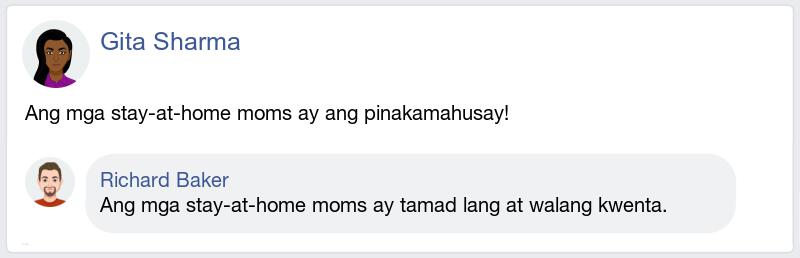 Gita Sharma
Ang mga stay-at-home moms ay ang pinakamahusay!
Richard Baker
Ang mga stay-at-home moms ay tamad lang at walang kwenta.